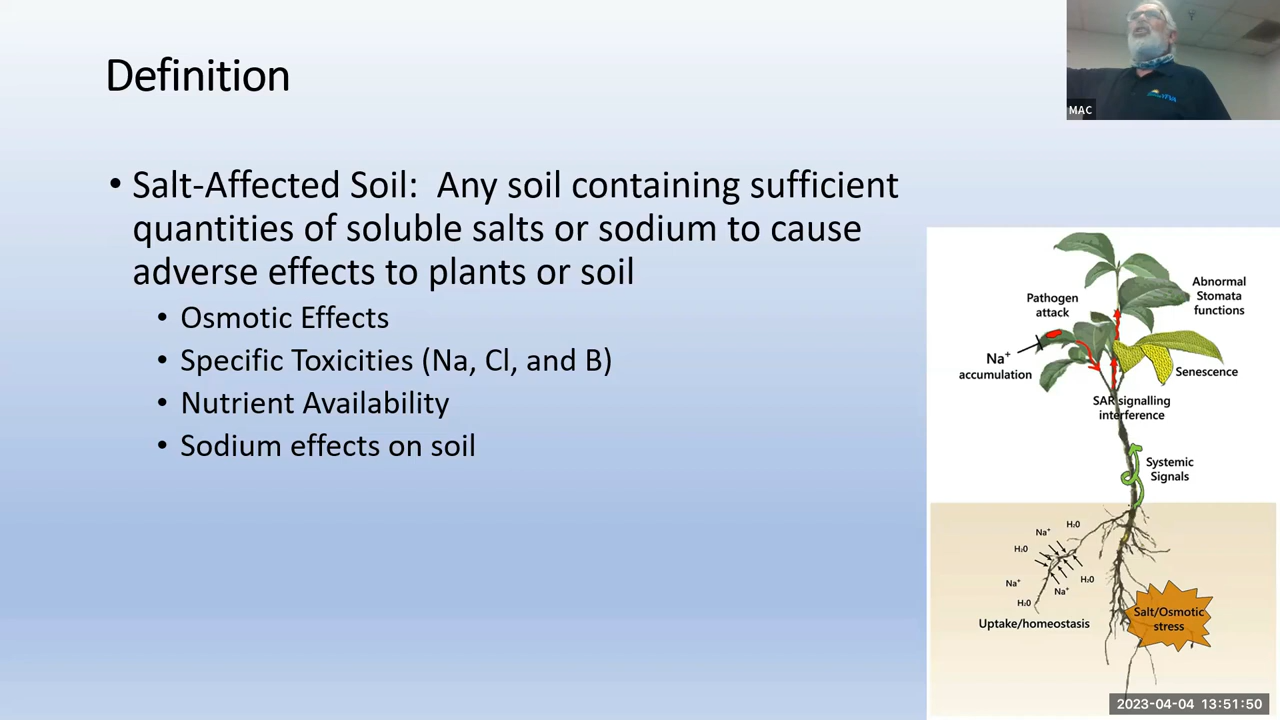 Definition
MAC
• Salt-Affected Soil: Any soil containing sufficient
quantities of soluble salts or sodium to cause
adverse effects to plants or soil
• Osmotic Effects
• Specific Toxicities (Na, Cl, and B)
• Nutrient Availability
• Sodium effects on soil
Abnormal
Stomata
functions
Pathogen
attack
Na⁺
accumulation
Senescence
SAR signalling
interference
Systemic
Signals
H₂0
Na⁺
H₂0
H₂0
Na⁺
Na⁺
H₂0
Uptake/homeostasis
Salt/Osmotic
stress
2023-04-04 13:51:50